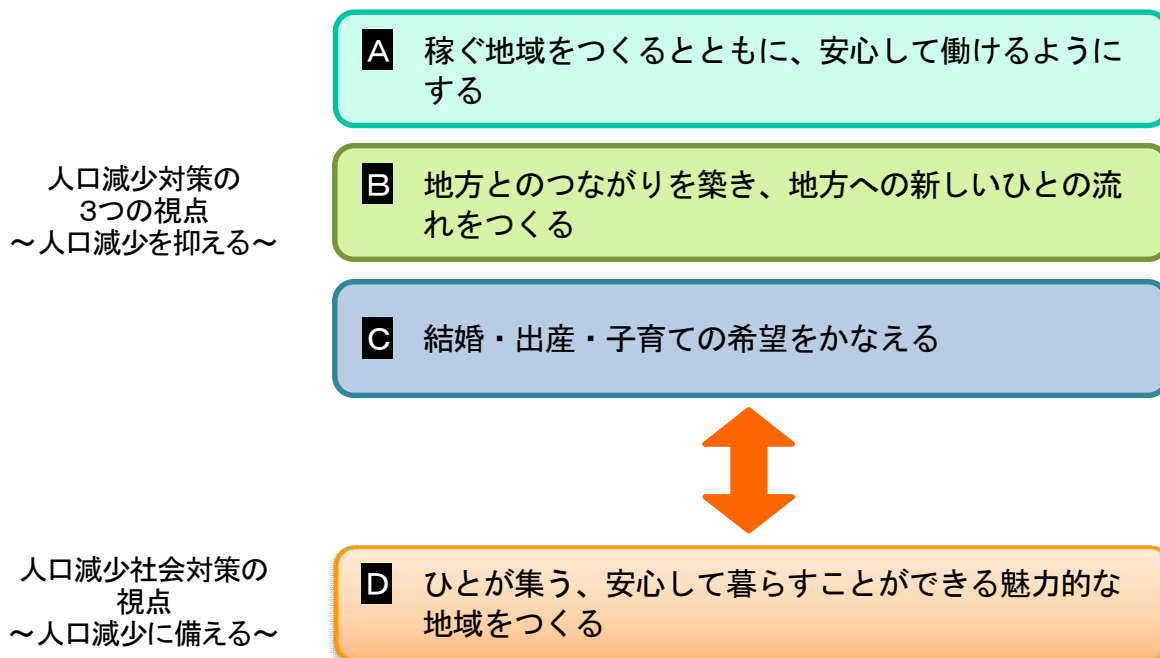 A 稼ぐ地域をつくるとともに、安心して働けるように
する
人口減少対策の
3つの視点
～人口減少を抑える～
B 地方とのつながりを築き、地方への新しいひとの流
れをつくる
C 結婚・出産・子育ての希望をかなえる
人口減少社会対策の
視点
～人口減少に備える～
D ひとが集う、安心して暮らすことができる魅力的な
地域をつくる